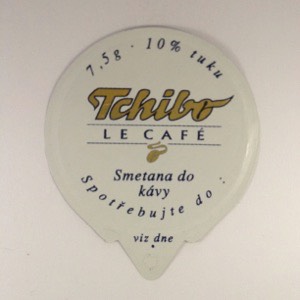 7,5g · 10% tuku
Tchibo
LE CAFÉ
Smetana do
kávy
Spotřebujte do :
viz dne